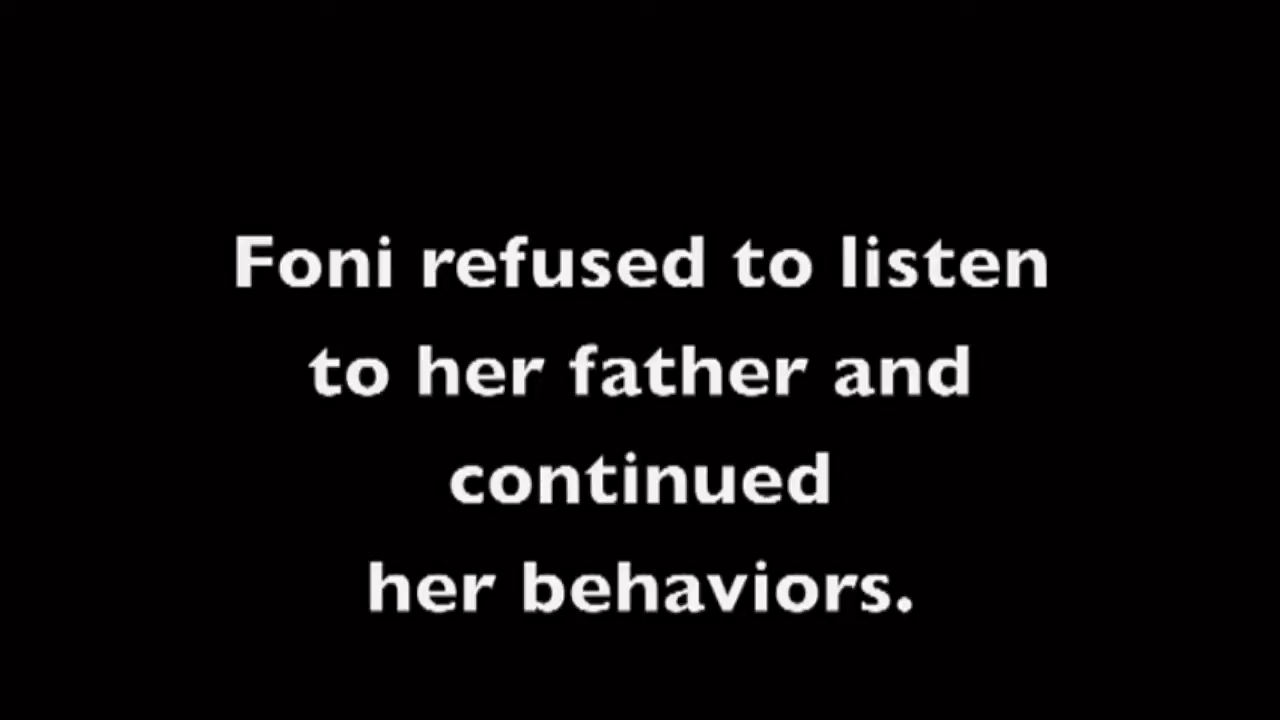 Foni refused to listen
to her father and
continued
her behaviors.